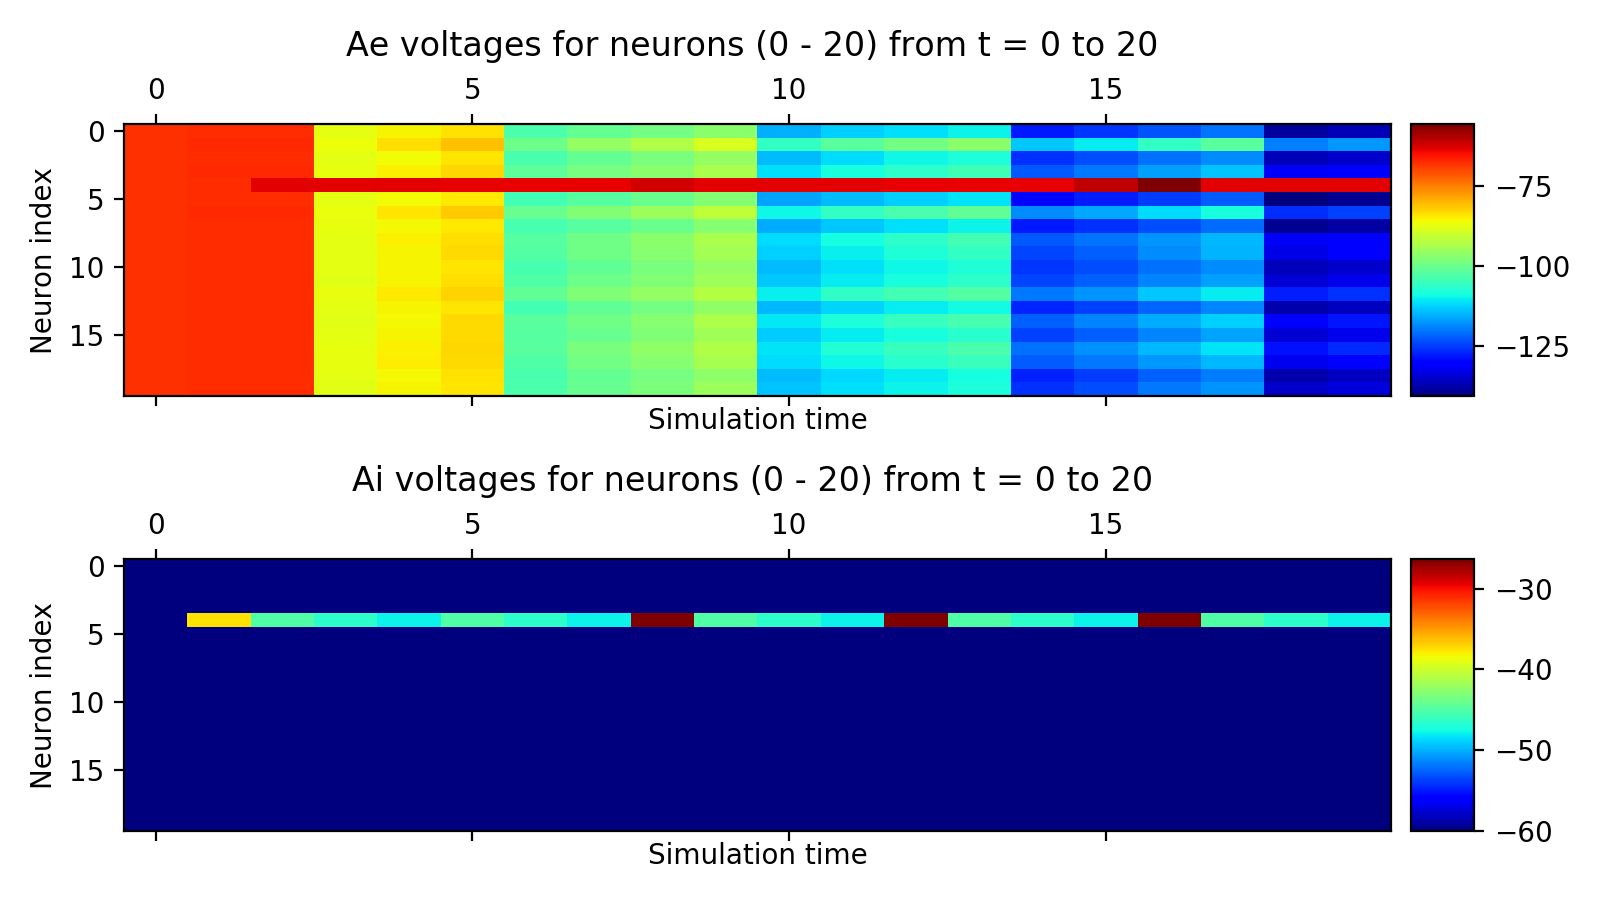 Ae voltages for neurons (0 - 20) from t = 0 to 20
0 5 10 15
0
5
10
15
Neuron index
Simulation time
−75
−100
−125
Ai voltages for neurons (0 - 20) from t = 0 to 20
0 5 10 15
0
5
10
15
Neuron index
Simulation time
−30
−40
−50
−60